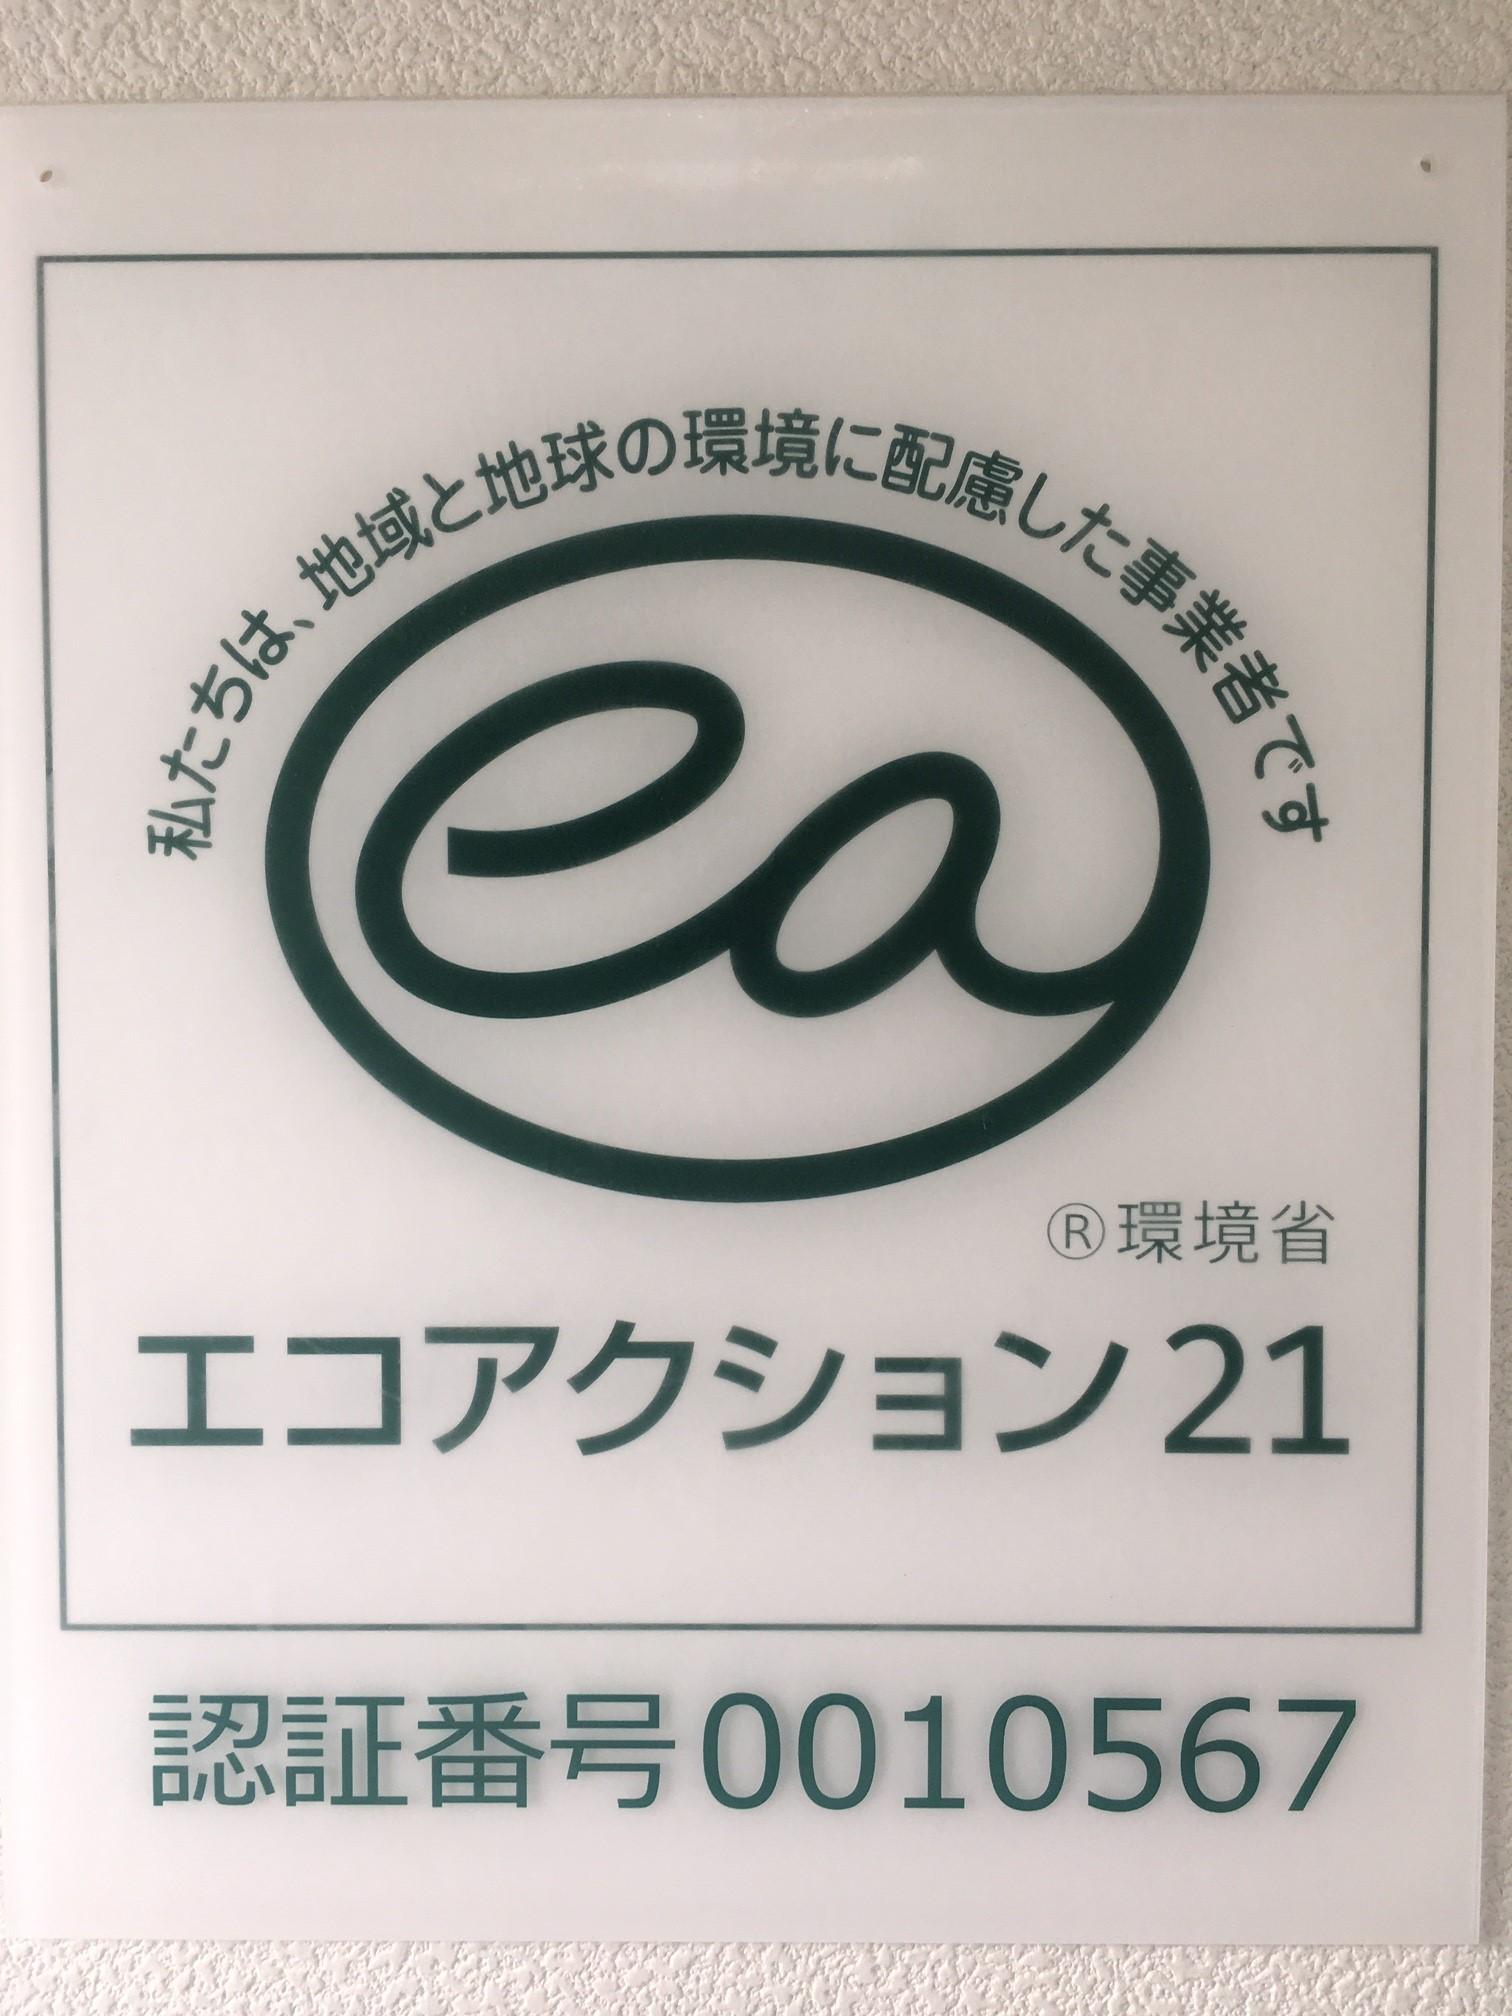 私たちは、地域と地球の環境に配慮した事業者です
ea
Ⓡ環境省
エコアクション21
認証番号0010567